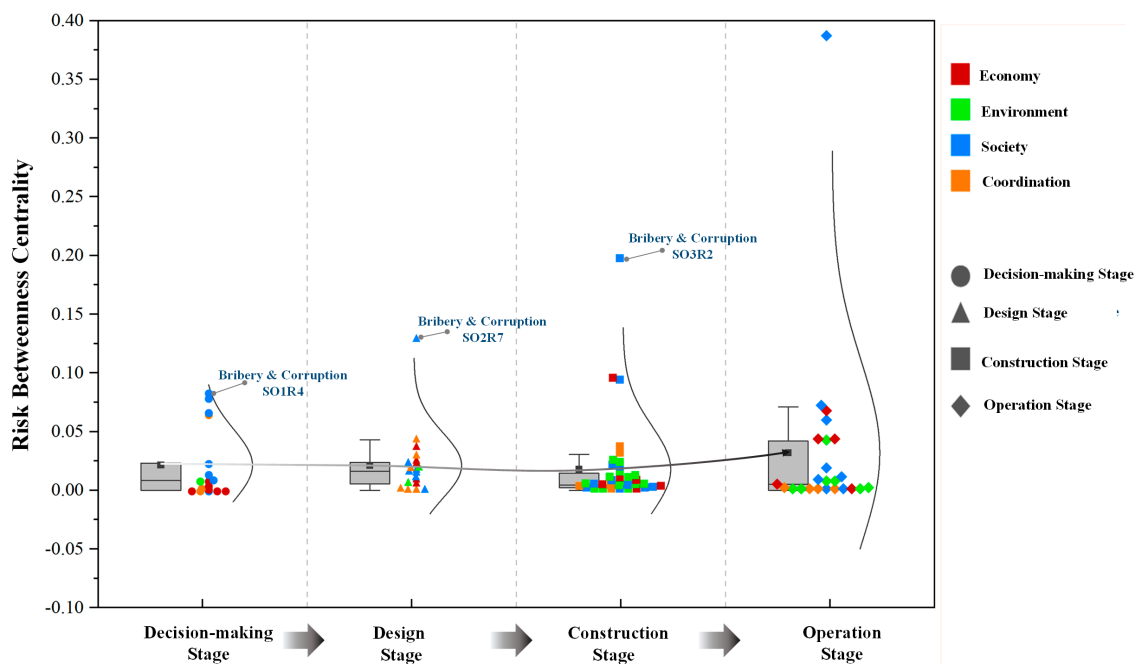 Risk Betweenness Centrality
0.40
0.35
0.30
0.25
0.20
0.15
0.10
0.05
0.00
-0.05
-0.10
Bribery & Corruption
SO1R4
Bribery & Corruption
SO2R7
Bribery & Corruption
SO3R2
Decision-making
Stage
Design
Stage
Construction
Stage
Operation
Stage
Economy
Environment
Society
Coordination
Decision-making Stage
Design Stage
Construction Stage
Operation Stage